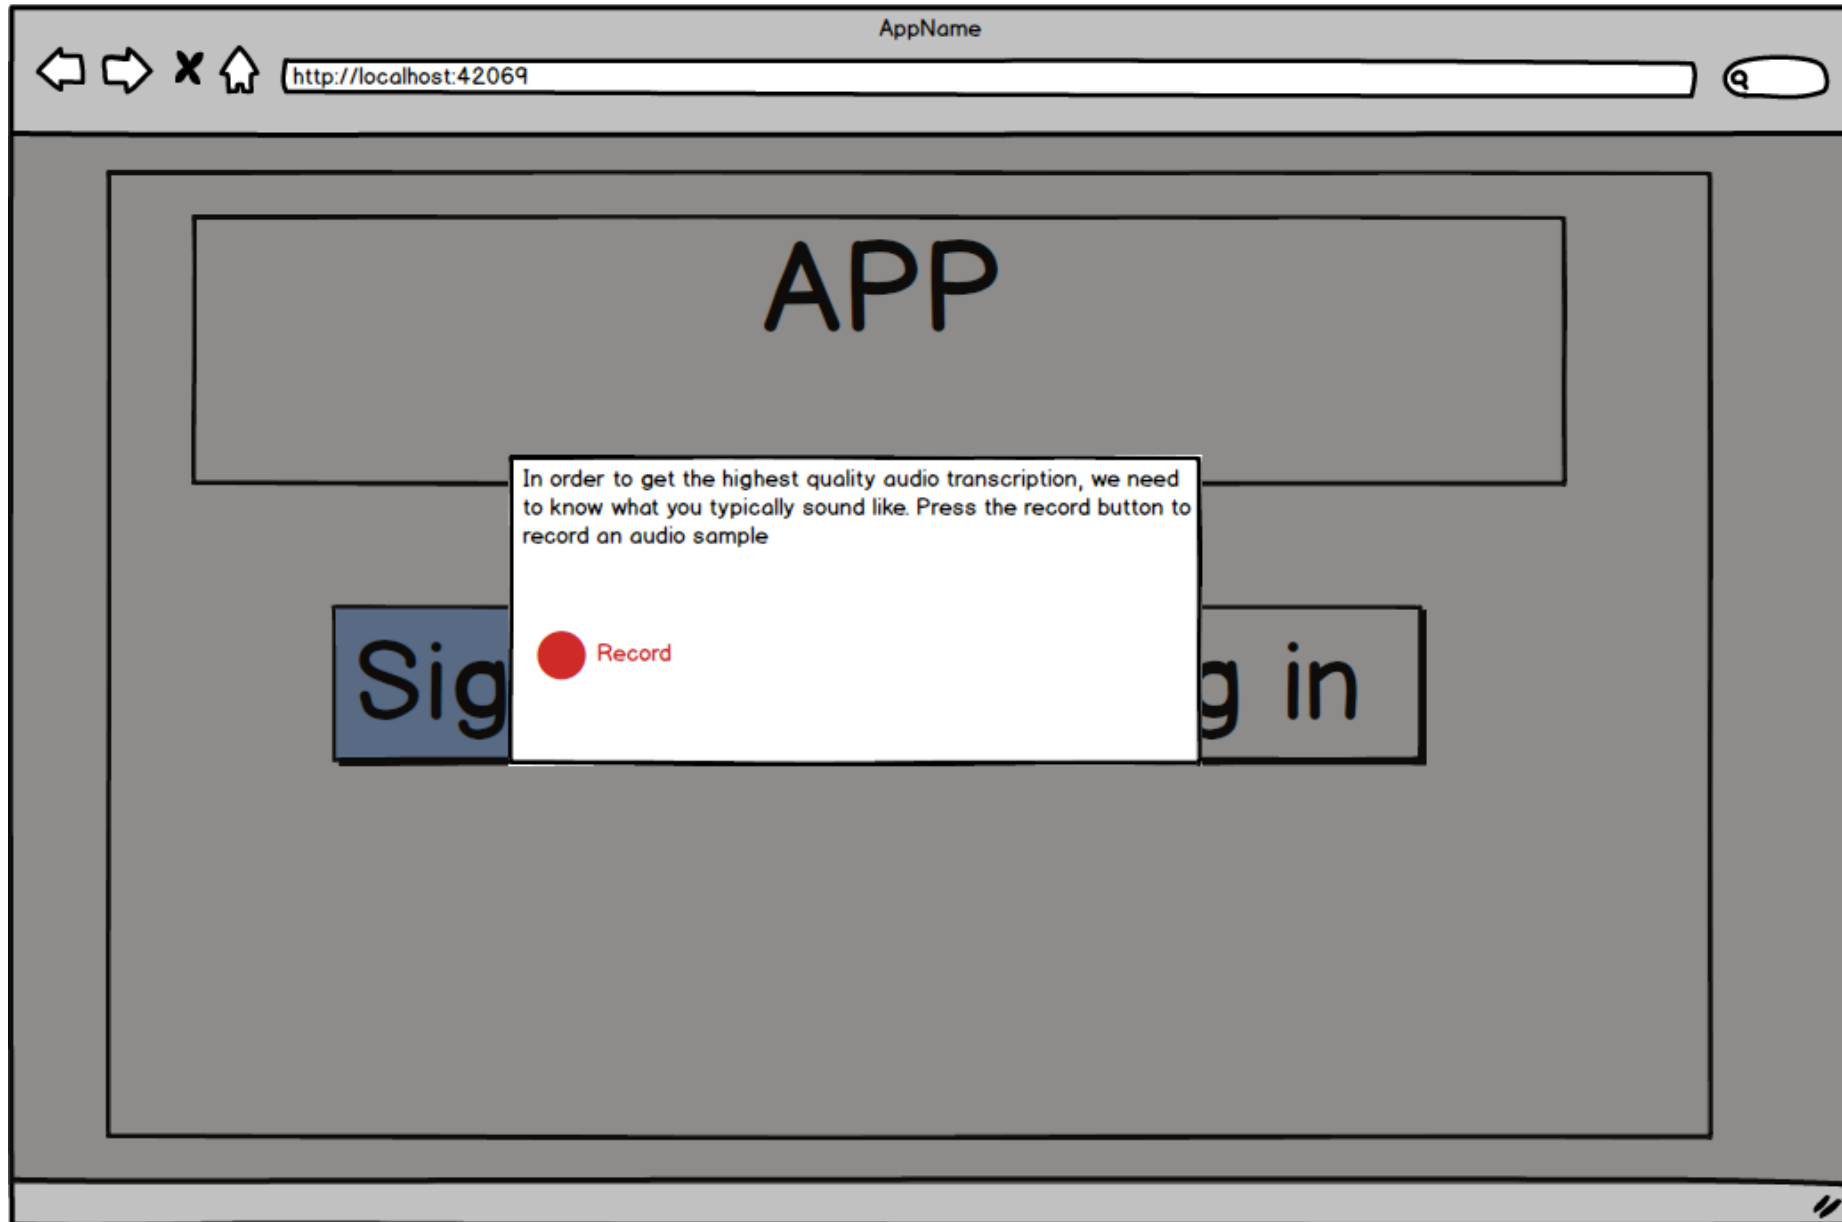 AppName
http://localhost:42069
APP
In order to get the highest quality audio transcription, we need
to know what you typically sound like. Press the record button to
record an audio sample
Record
in